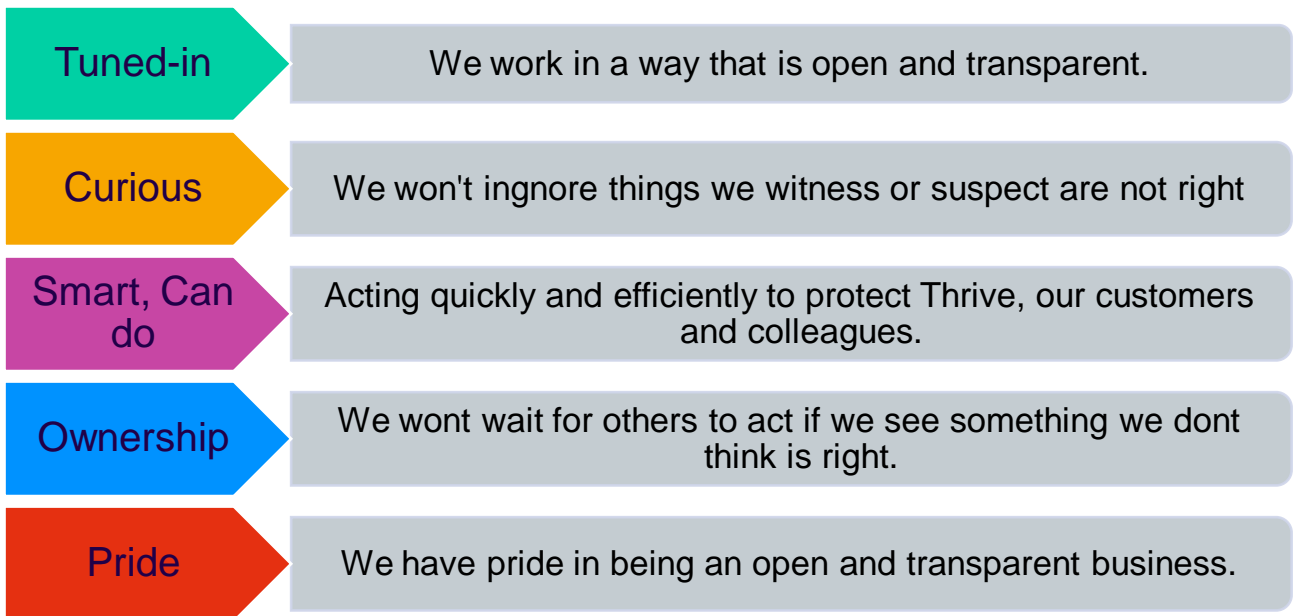 Tuned-in
We work in a way that is open and transparent.
Curious
We won't ingnore things we witness or suspect are not right
Smart, Can
do
Acting quickly and efficiently to protect Thrive, our customers
and colleagues.
Ownership
We wont wait for others to act if we see something we dont
think is right.
Pride
We have pride in being an open and transparent business.